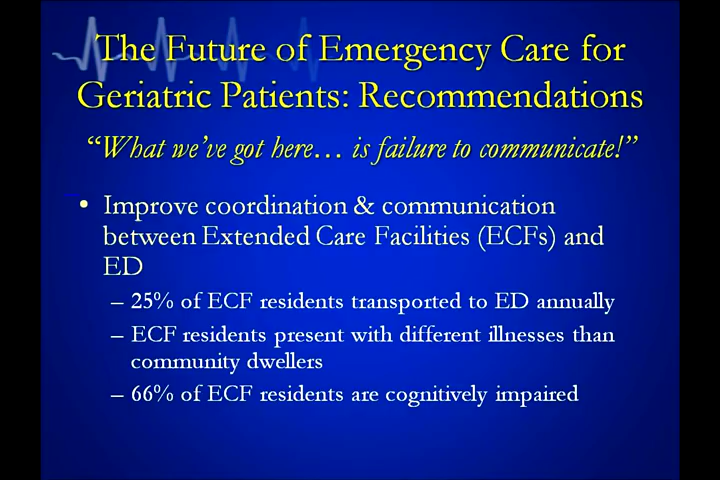 The Future of Emergency Care for
Geriatric Patients: Recommendations
“What we’ve got here… is failure to communicate!”
• Improve coordination & communication
between Extended Care Facilities (ECFs) and
ED
– 25% of ECF residents transported to ED annually
– ECF residents present with different illnesses than
community dwellers
– 66% of ECF residents are cognitively impaired